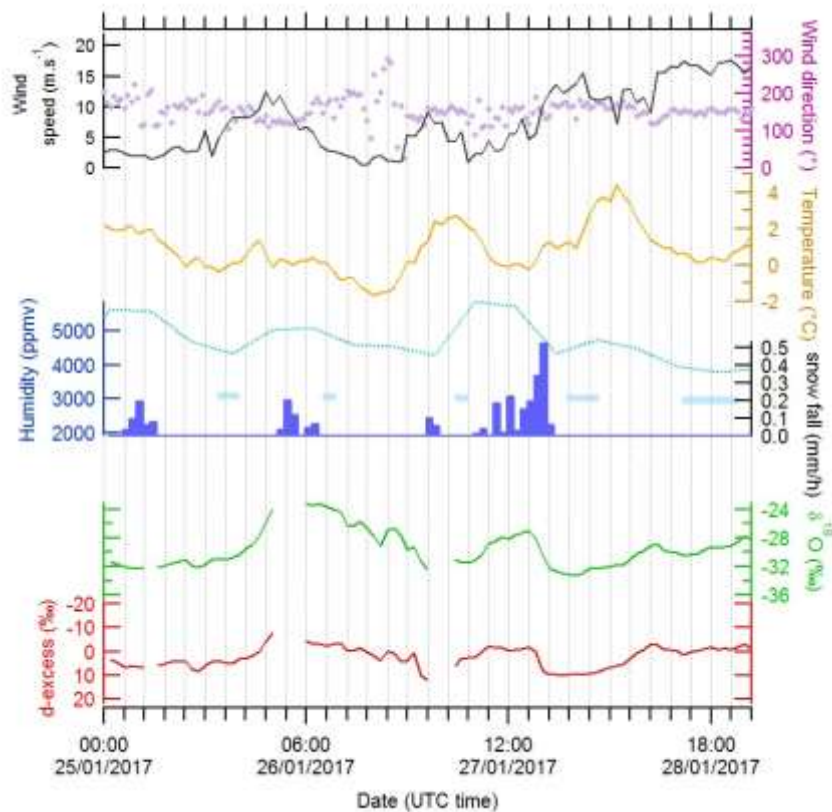 20
15
10
5
0
Wind
speed (m.s⁻¹)
300
200
100
0
Wind direction (°)
4
2
0
-2
Temperature (°C)
5000
4000
3000
2000
Humidity (ppmv)
0.5
0.4
0.3
0.2
0.1
0.0
snow fall (mm/h)
-24
-28
-32
-36
δ¹⁸O (‰)
-20
-10
0
10
20
d-excess (‰)
00:00 06:00 12:00 18:00
25/01/2017 26/01/2017 27/01/2017 28/01/2017
Date (UTC time)